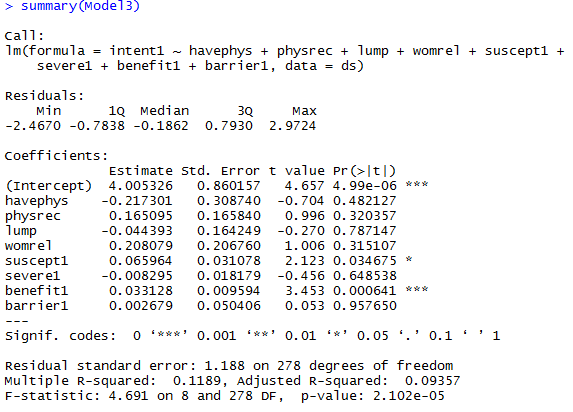 > summary(Model3)
Call:
lm(formula = intent1 ~ havephys + physrec + lump + womrel + suscept1 +
    severe1 + benefit1 + barrier1, data = ds)
Residuals:
    Min      1Q  Median      3Q     Max
-2.4670 -0.7838 -0.1862  0.7930  2.9724
Coefficients:
             Estimate Std. Error t value Pr(>|t|)
(Intercept)  4.005326   0.860157   4.657 4.99e-06 ***
havephys    -0.217301   0.308740  -0.704 0.482127
physrec      0.165095   0.165840   0.996 0.320357
lump        -0.044393   0.164249  -0.270 0.787147
womrel       0.208079   0.206760   1.006 0.315107
suscept1     0.065964   0.031078   2.123 0.034675 *
severe1     -0.008295   0.018179  -0.456 0.648538
benefit1     0.033128   0.009594   3.453 0.000641 ***
barrier1     0.002679   0.050406   0.053 0.957650
---
Signif. codes:  0 ‘***’ 0.001 ‘**’ 0.01 ‘*’ 0.05 ‘.’ 0.1 ‘ ’ 1
Residual standard error: 1.188 on 278 degrees of freedom
Multiple R-squared:  0.1189, Adjusted R-squared:  0.09357
F-statistic: 4.691 on 8 and 278 DF,  p-value: 2.102e-05